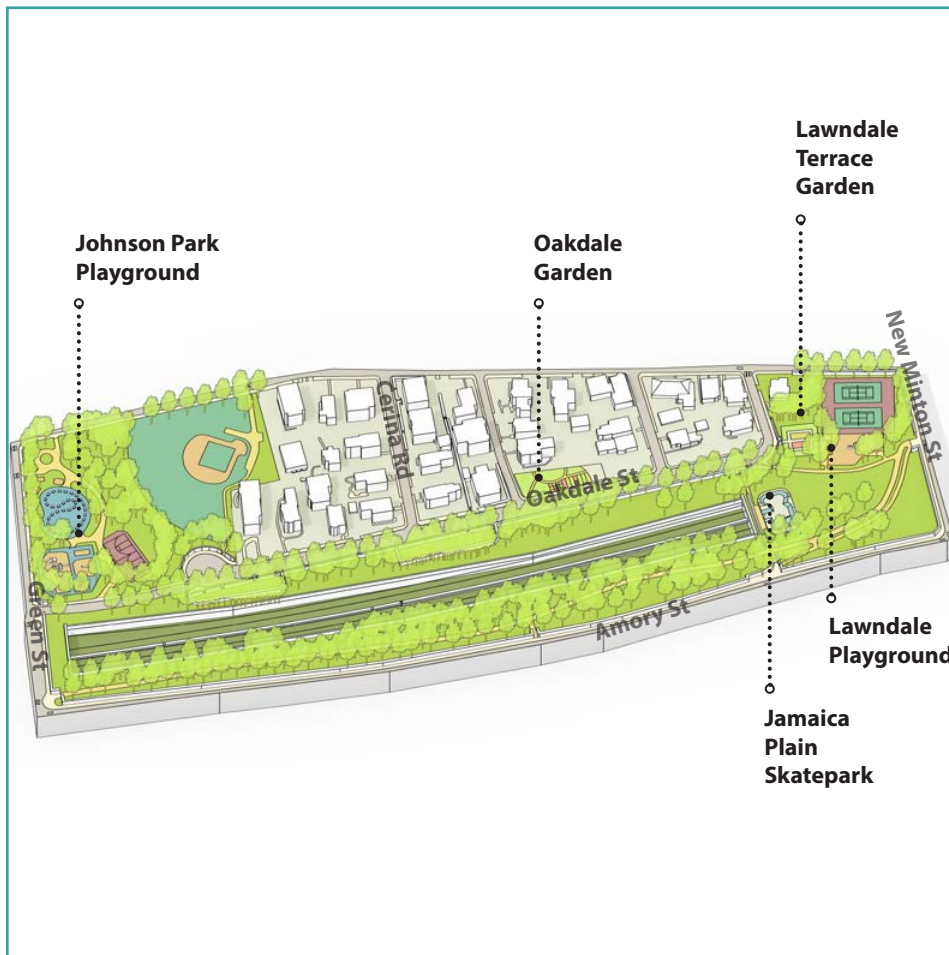 Lawndale
Terrace
Garden
Johnson Park
Playground
Oakdale
Garden
New Minton St
Cerima Rd
Oakdale St
Green St
Amory St
Lawndale
Playground
Jamaica
Plain
Skatepark